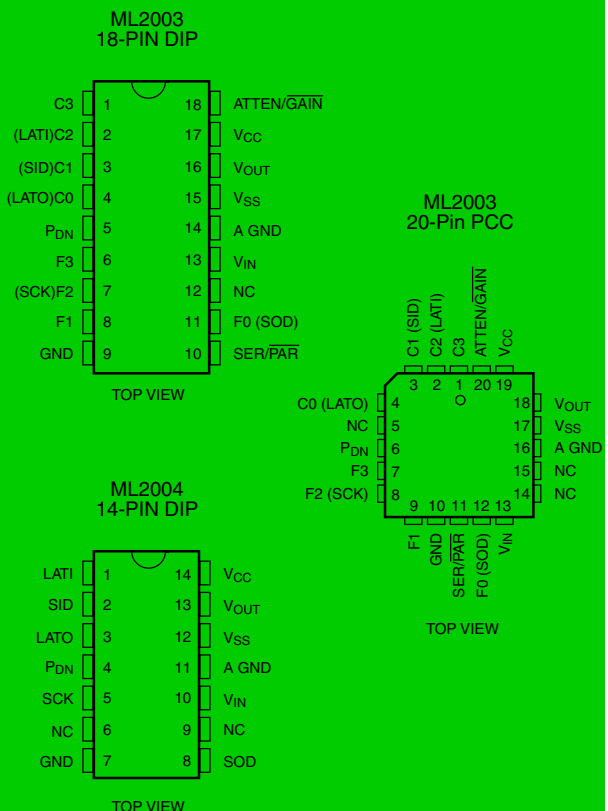 ML2003
18-PIN DIP
C3 1 18 ATTEN/GAIN
(LATI)C2 2 17 VCC
(SID)C1 3 16 VOUT
(LATO)C0 4 15 VSS
PDN 5 14 A GND
F3 6 13 VIN
(SCK)F2 7 12 NC
F1 8 11 F0 (SOD)
GND 9 10 SER/PAR
TOP VIEW
ML2003
20-Pin PCC
C1 (SID) C2 (LATI) C3 ATTEN/GAIN VCC
3 2 1 20 19
C0 (LATO) 4 18 VOUT
NC 5 17 VSS
PDN 6 16 A GND
F3 7 15 NC
F2 (SCK) 8 14 NC
9 10 11 12 13
F1 GND SER/PAR F0 (SOD) VIN
TOP VIEW
ML2004
14-PIN DIP
LATI 1 14 VCC
SID 2 13 VOUT
LATO 3 12 VSS
PDN 4 11 A GND
SCK 5 10 VIN
NC 6 9 NC
GND 7 8 SOD
TOP VIEW